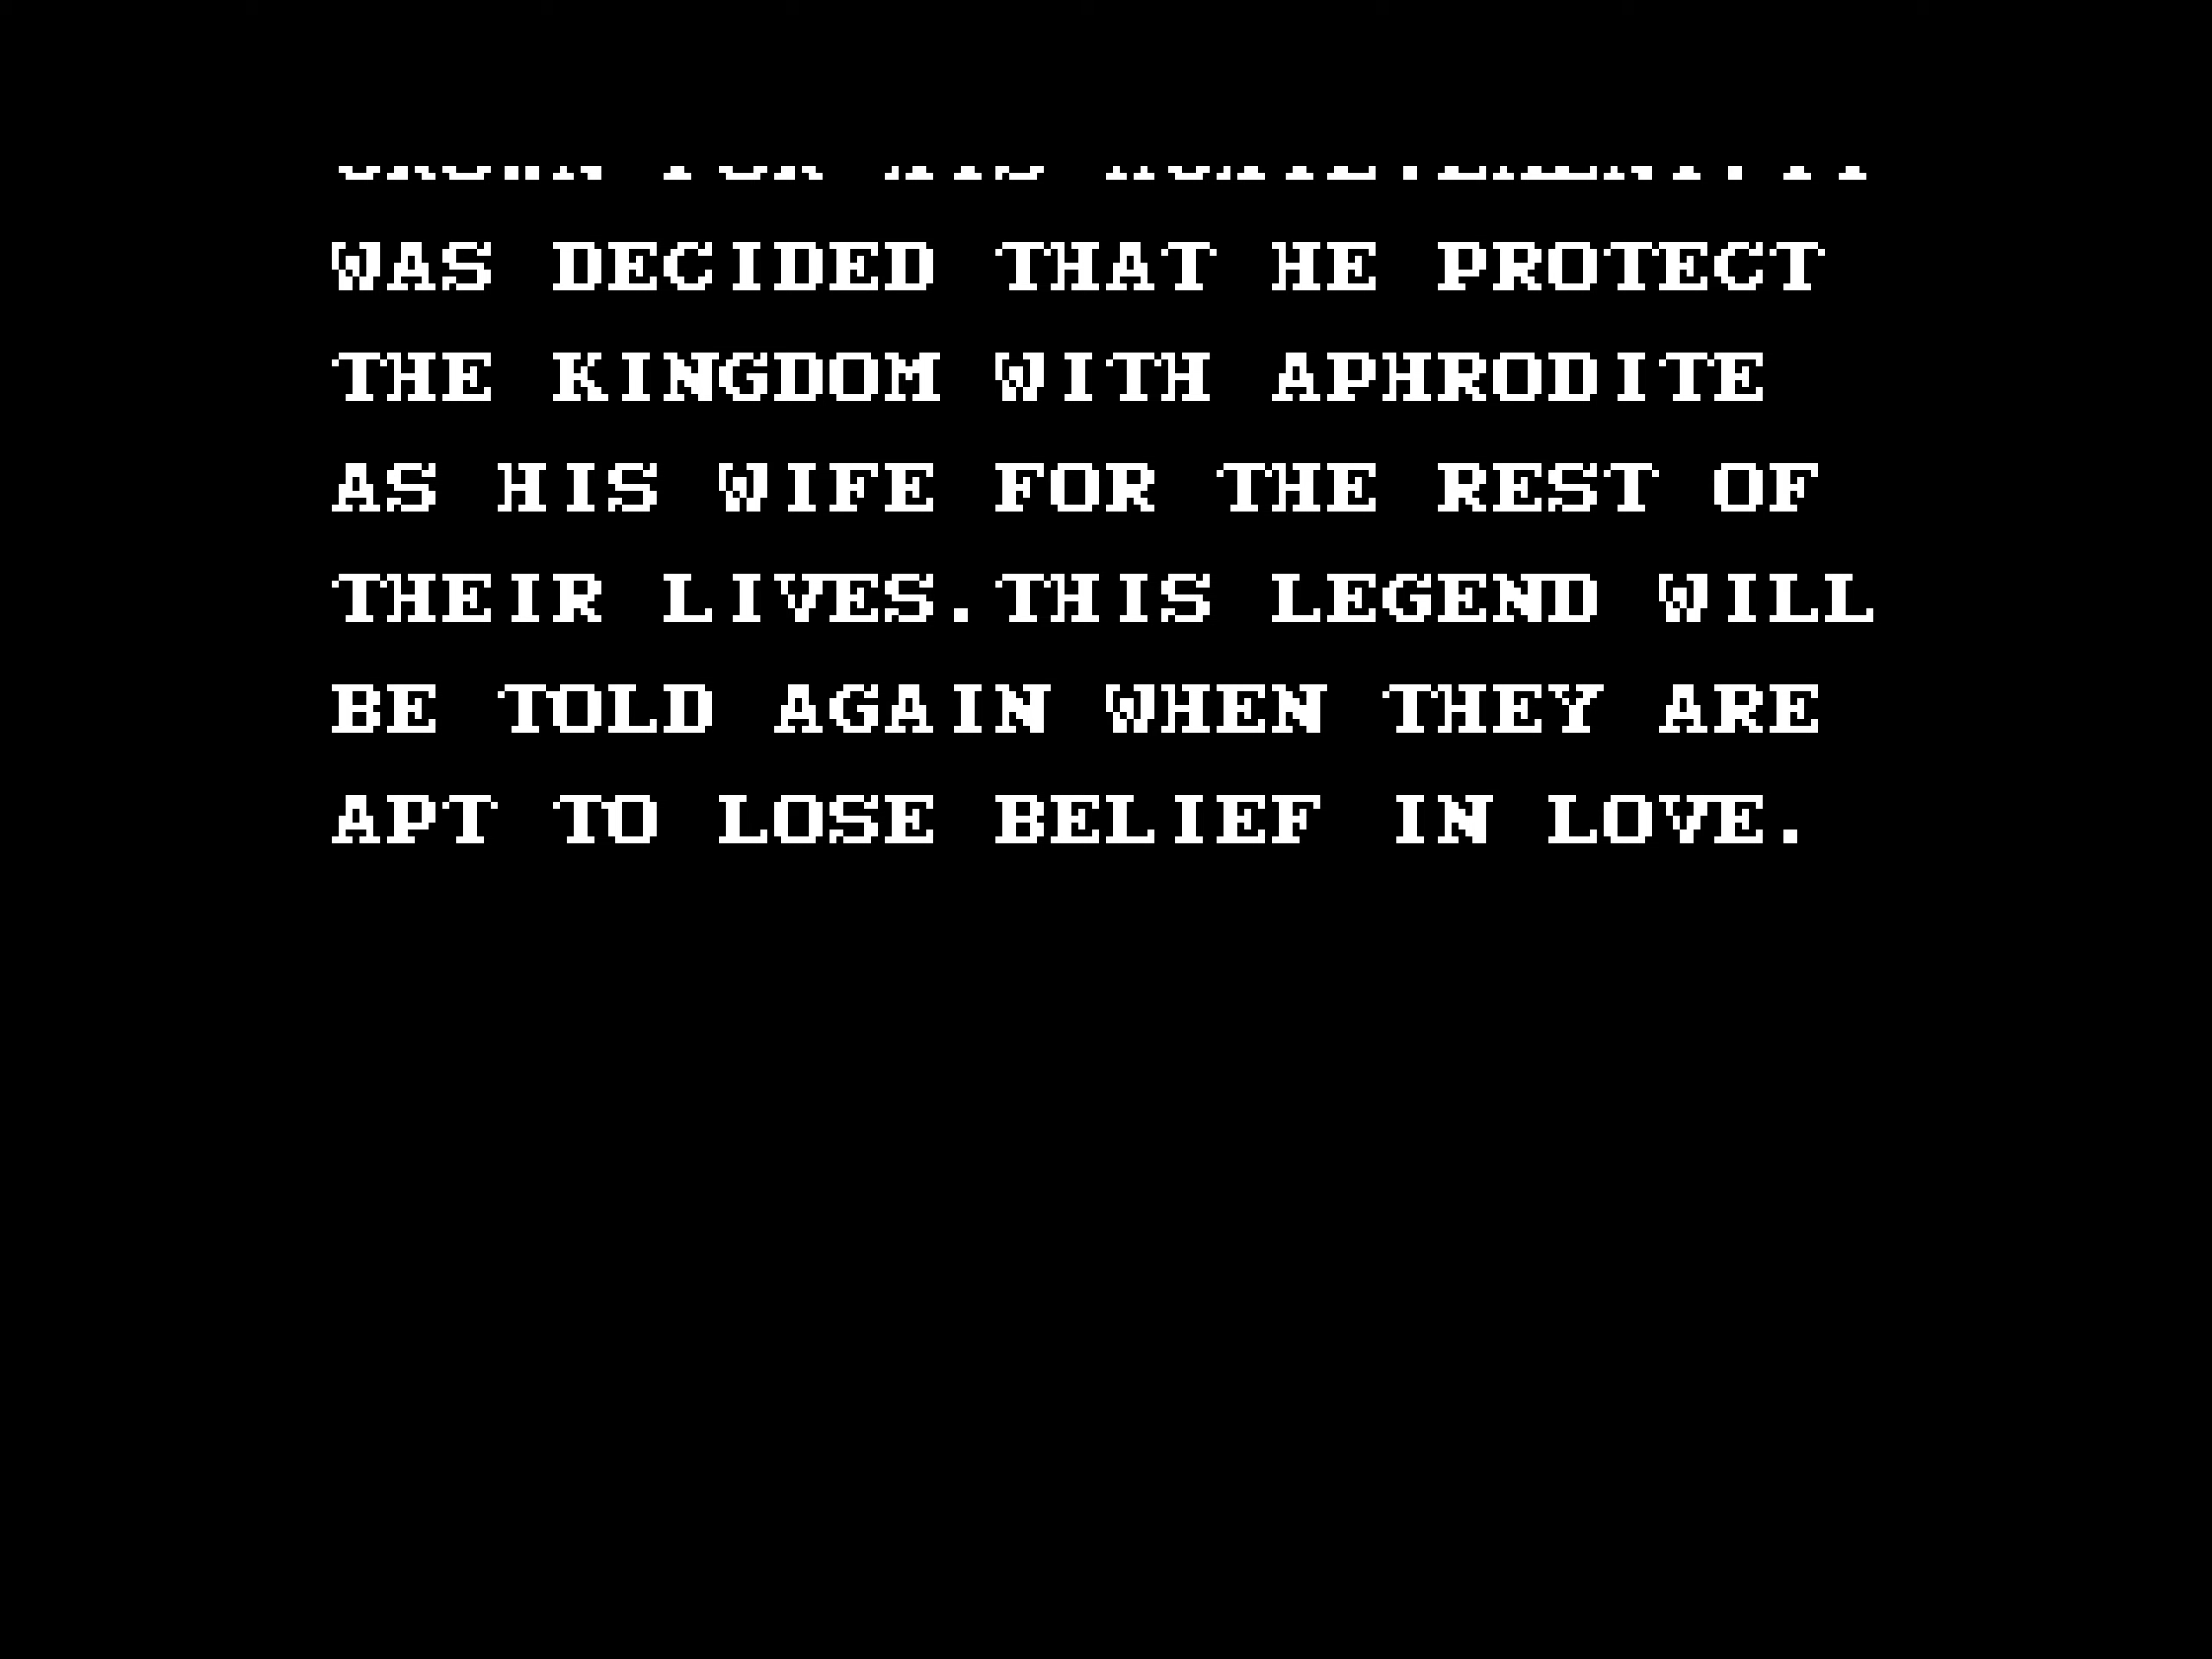 WAS DECIDED THAT HE PROTECT
THE KINGDOM WITH APHRODITE
AS HIS WIFE FOR THE REST OF
THEIR LIVES.THIS LEGEND WILL
BE TOLD AGAIN WHEN THEY ARE
APT TO LOSE BELIEF IN LOVE.